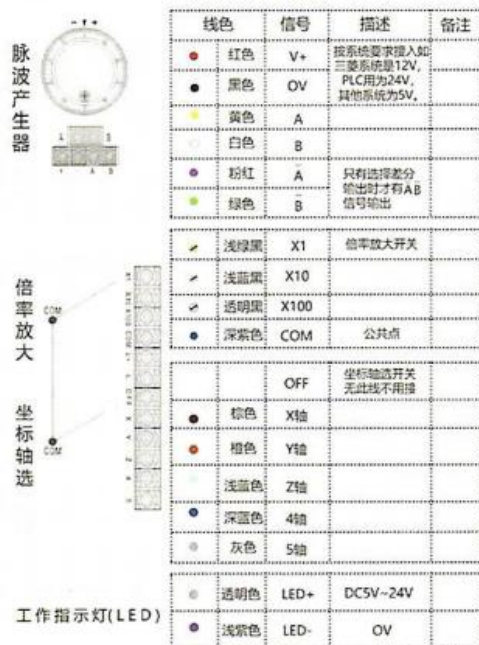 线色 信号 描述 备注
脉波产生器
红色 V+ 按系统要求接入如
三菱系统是12V,
黑色 OV PLC用为24V,
其他系统为5V。
黄色 A
白色 B
粉红 A̅ 只有选择差分
输出时才有A̅B̅
绿色 B̅ 信号输出
倍率放大
浅绿黑 X1 倍率放大开关
浅蓝黑 X10
透明黑 X100
深紫色 COM 公共点
COM
坐标轴选
OFF 坐标轴选开关
无此线不用接
棕色 X轴
橙色 Y轴
COM
浅蓝色 Z轴
深蓝色 4轴
灰色 5轴
工作指示灯(LED)
透明色 LED+ DC5V~24V
浅紫色 LED- OV